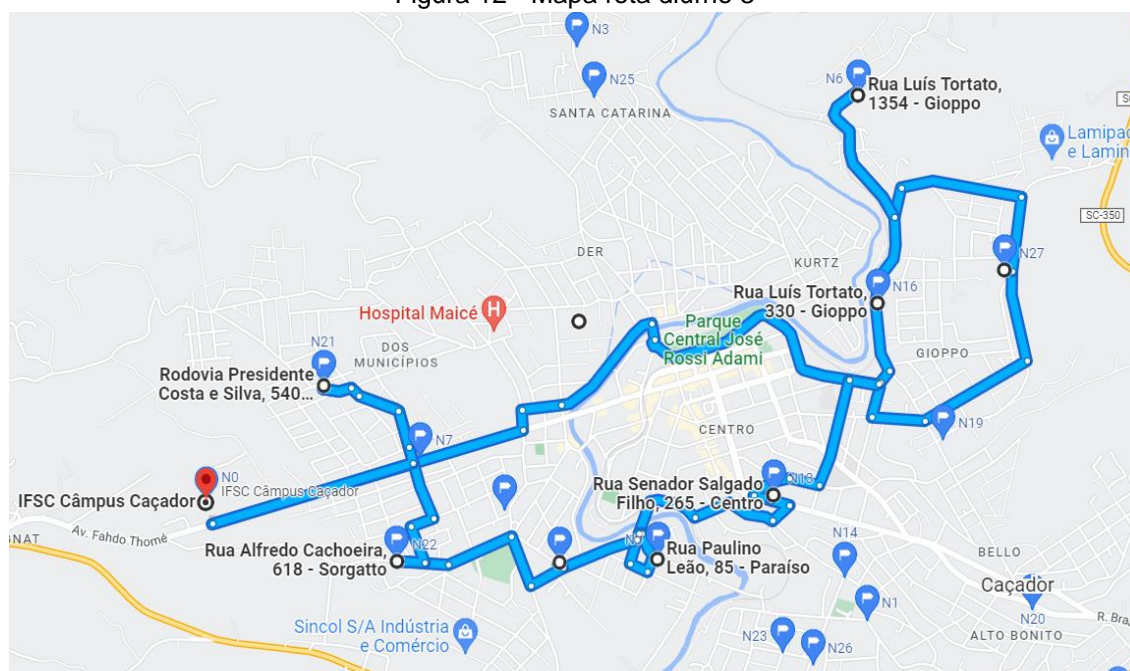 Figura 12 - Mapa rota diurno 3
N3
N25
SANTA CATARINA
N6
Rua Luís Tortato,
1354 - Gioppo
Lamipac
e Lamin
SC-350
DER
KURTZ
N27
Rua Luís Tortato,
330 - Gioppo
N16
Hospital Maicé
Parque
Central José
Rossi Adami
N21
DOS
MUNICÍPIOS
GIOPPO
Rodovia Presidente
Costa e Silva, 540...
N7
CENTRO
N19
N0
IFSC Câmpus Caçador
IFSC Câmpus Caçador
Rua Senador Salgado
Filho, 265 - Centro
N18
Av. Fahdo Thomé
GNAT
Rua Alfredo Cachoeira,
618 - Sorgatto
N22
Rua Paulino
Leão, 85 - Paraíso
N14
BELLO
Caçador
N1
N20
R. Bra
ALTO BONITO
Sincol S/A Indústria
e Comércio
N23
N26